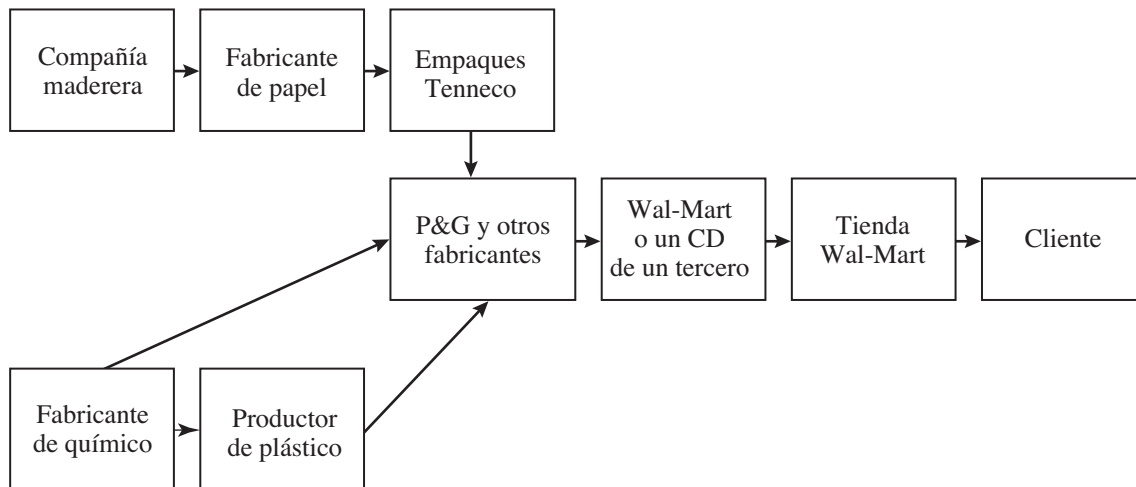 Compañía
maderera
Fabricante
de papel
Empaques
Tenneco
P&G y otros
fabricantes
Wal-Mart
o un CD
de un tercero
Tienda
Wal-Mart
Cliente
Fabricante
de químico
Productor
de plástico